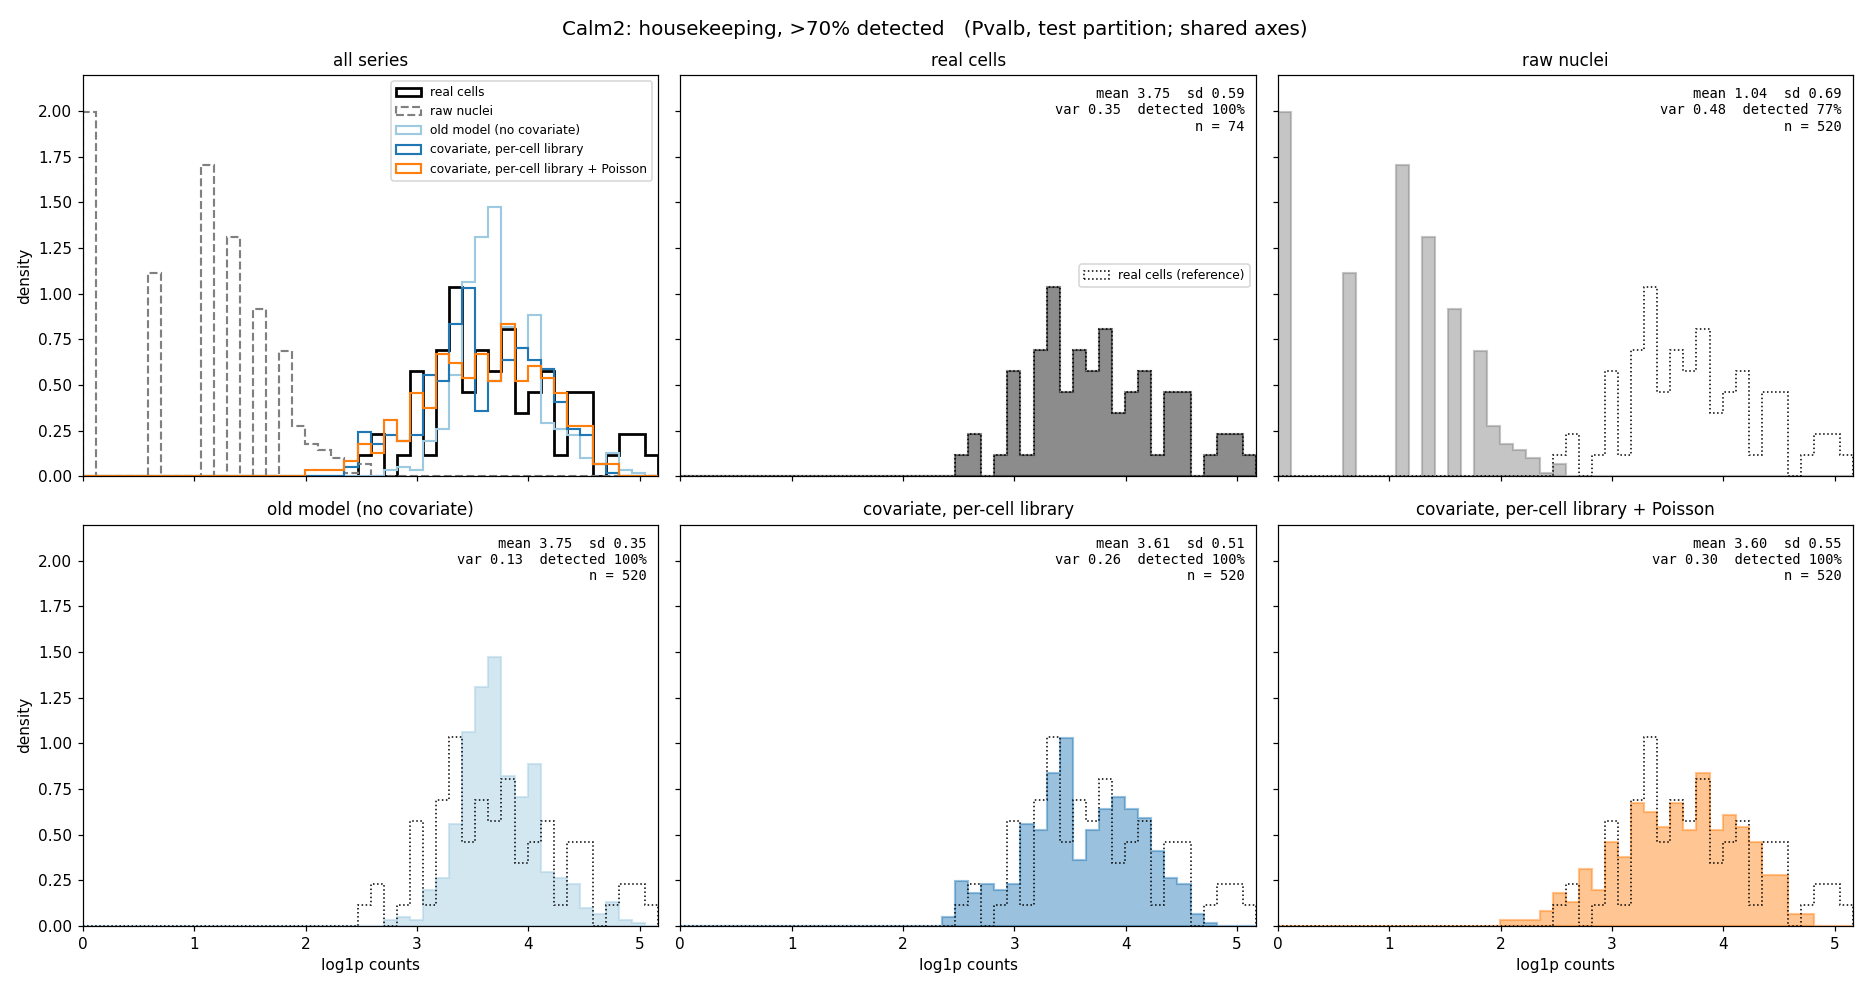 Calm2: housekeeping, >70% detected   (Pvalb, test partition; shared axes)
all series
real cells
raw nuclei
old model (no covariate)
covariate, per-cell library
covariate, per-cell library + Poisson
density
2.00
1.75
1.50
1.25
1.00
0.75
0.50
0.25
0.00
real cells
mean 3.75  sd 0.59
var 0.35  detected 100%
n = 74
real cells (reference)
raw nuclei
mean 1.04  sd 0.69
var 0.48  detected 77%
n = 520
old model (no covariate)
mean 3.75  sd 0.35
var 0.13  detected 100%
n = 520
density
2.00
1.75
1.50
1.25
1.00
0.75
0.50
0.25
0.00
0 1 2 3 4 5
log1p counts
covariate, per-cell library
mean 3.61  sd 0.51
var 0.26  detected 100%
n = 520
0 1 2 3 4 5
log1p counts
covariate, per-cell library + Poisson
mean 3.60  sd 0.55
var 0.30  detected 100%
n = 520
0 1 2 3 4 5
log1p counts